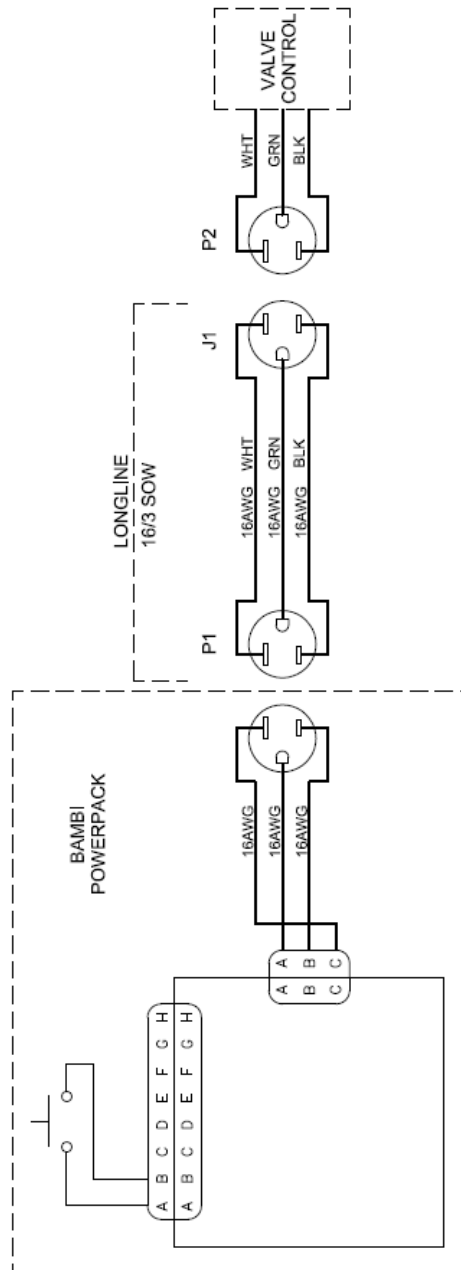 VALVE
CONTROL
WHT
GRN
BLK
P2
J1
LONGLINE
16/3 SOW
16AWG WHT
16AWG GRN
16AWG BLK
P1
BAMBI
POWERPACK
16AWG
16AWG
16AWG
A A
B B
C C
A B C D E F G H
A B C D E F G H